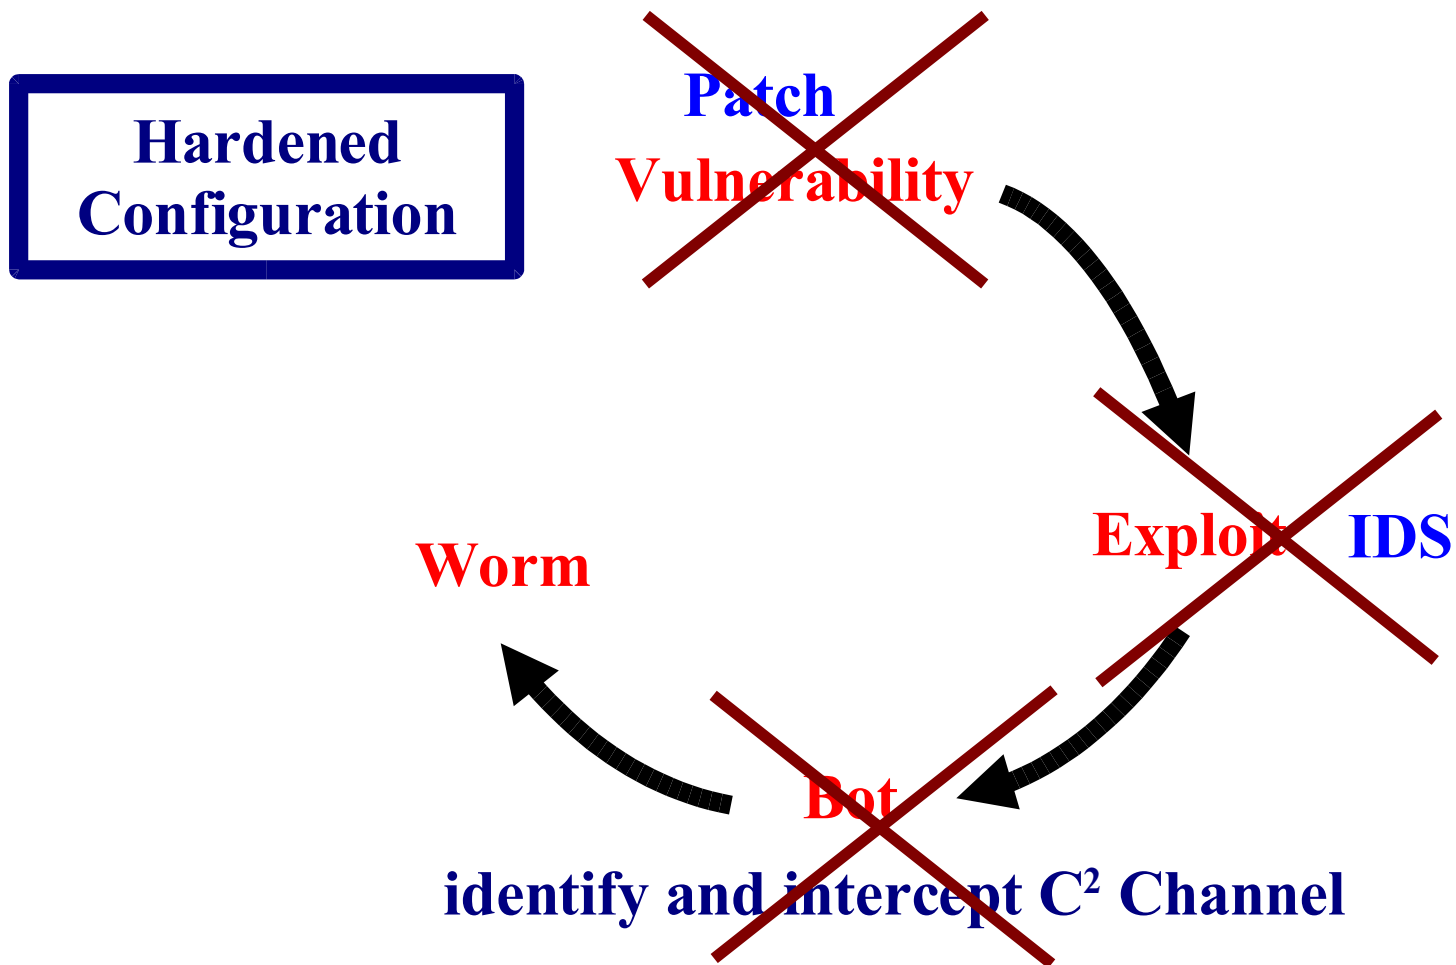 Hardened
Configuration
Patch
Vulnerability
Exploit
IDS
Worm
Bot
identify and intercept C² Channel